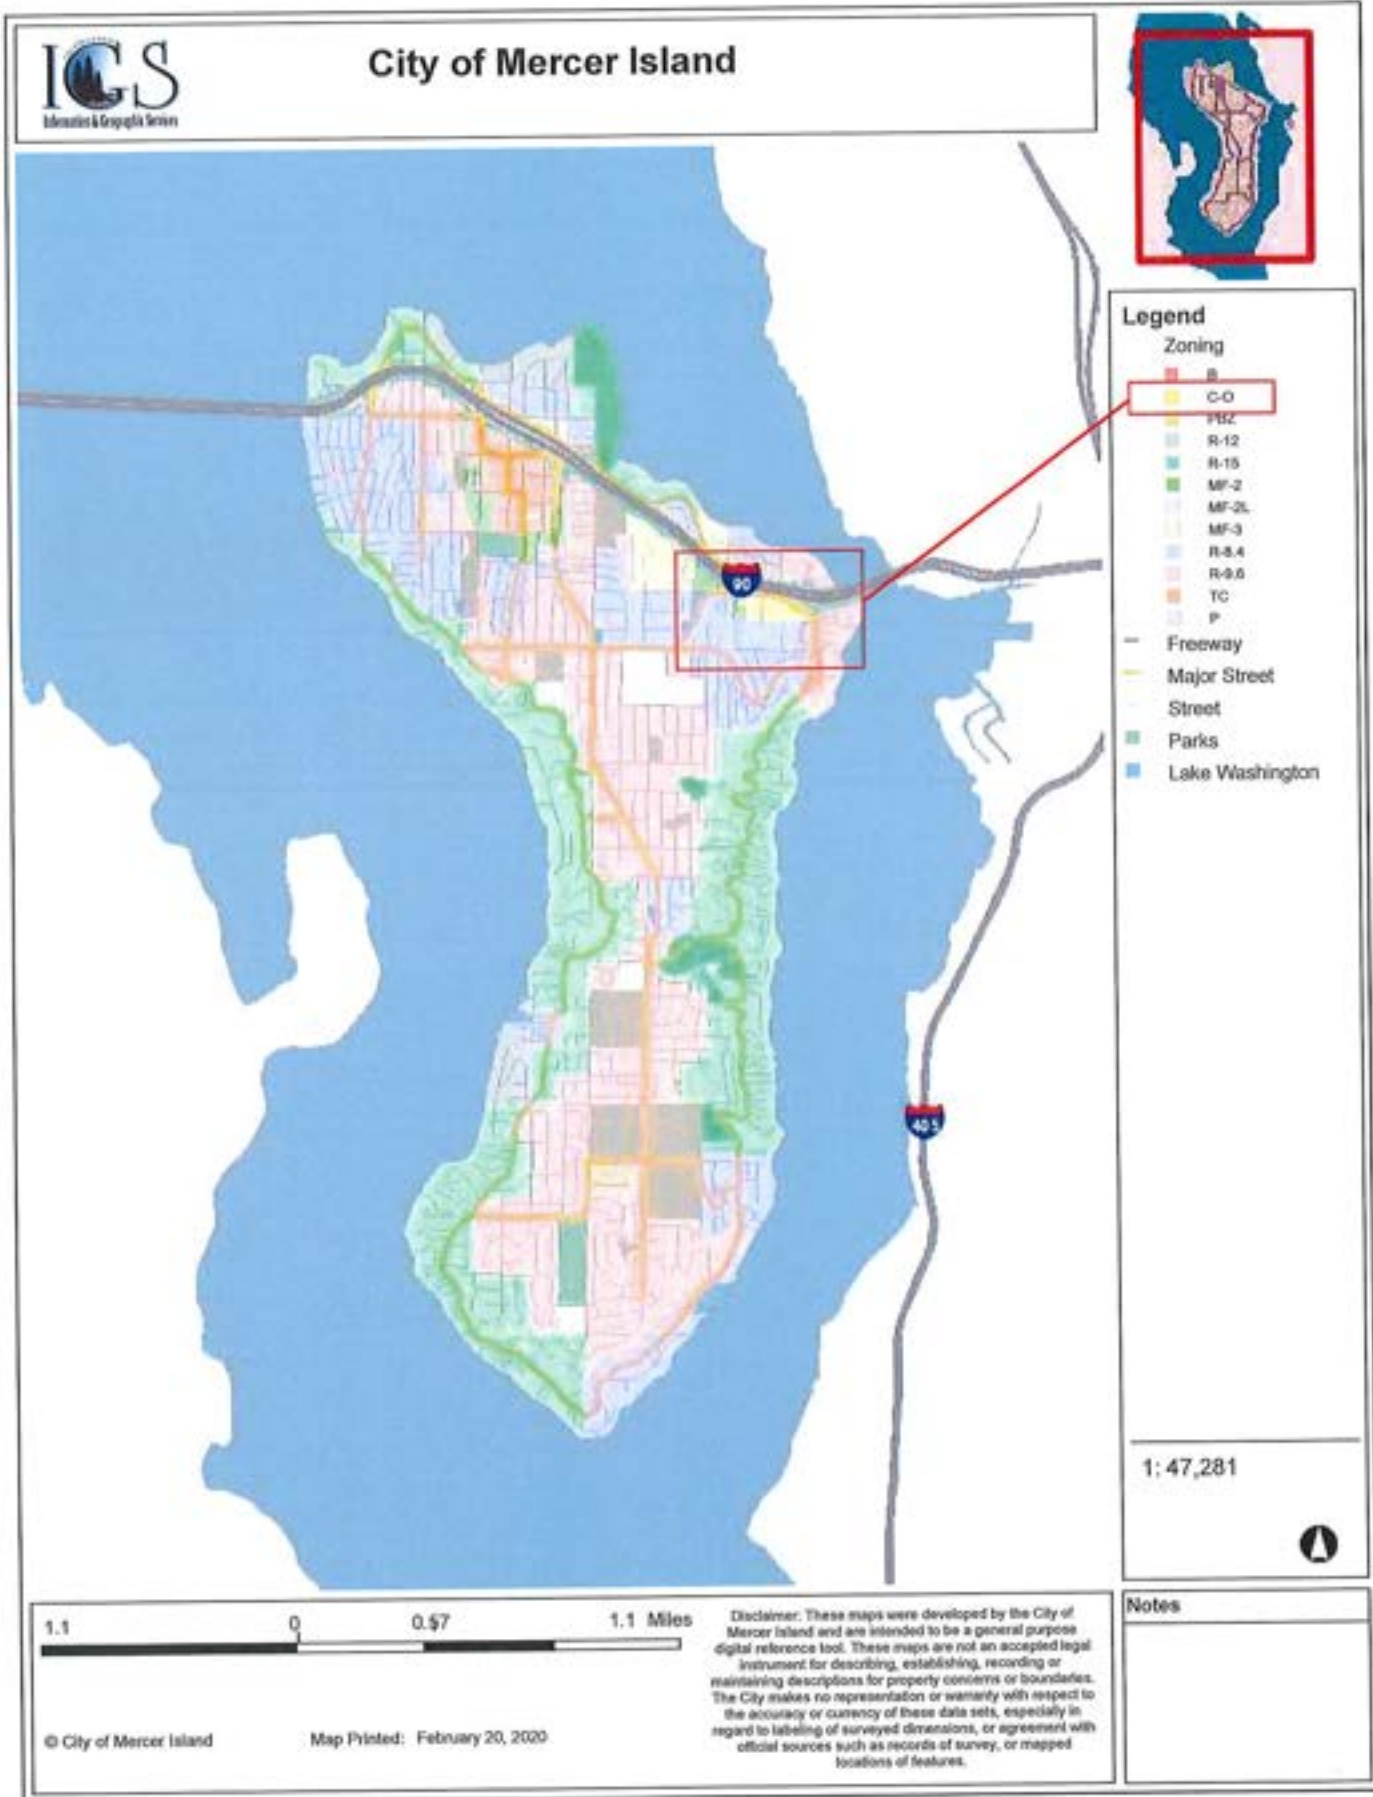 IGS
Information & Geographic Services
City of Mercer Island
Legend
Zoning
B
C-O
PBZ
R-12
R-15
MF-2
MF-2L
MF-3
R-8.4
R-9.6
TC
P
Freeway
Major Street
Street
Parks
Lake Washington
90
405
1: 47,281
1.1
0
0.57
1.1 Miles
Disclaimer: These maps were developed by the City of
Mercer Island and are intended to be a general purpose
digital reference tool. These maps are not an accepted legal
instrument for describing, establishing, recording or
maintaining descriptions for property concerns or boundaries.
The City makes no representation or warranty with respect to
the accuracy or currency of these data sets, especially in
regard to labeling of surveyed dimensions, or agreement with
official sources such as records of survey, or mapped
locations of features.
© City of Mercer Island
Map Printed: February 20, 2020
Notes